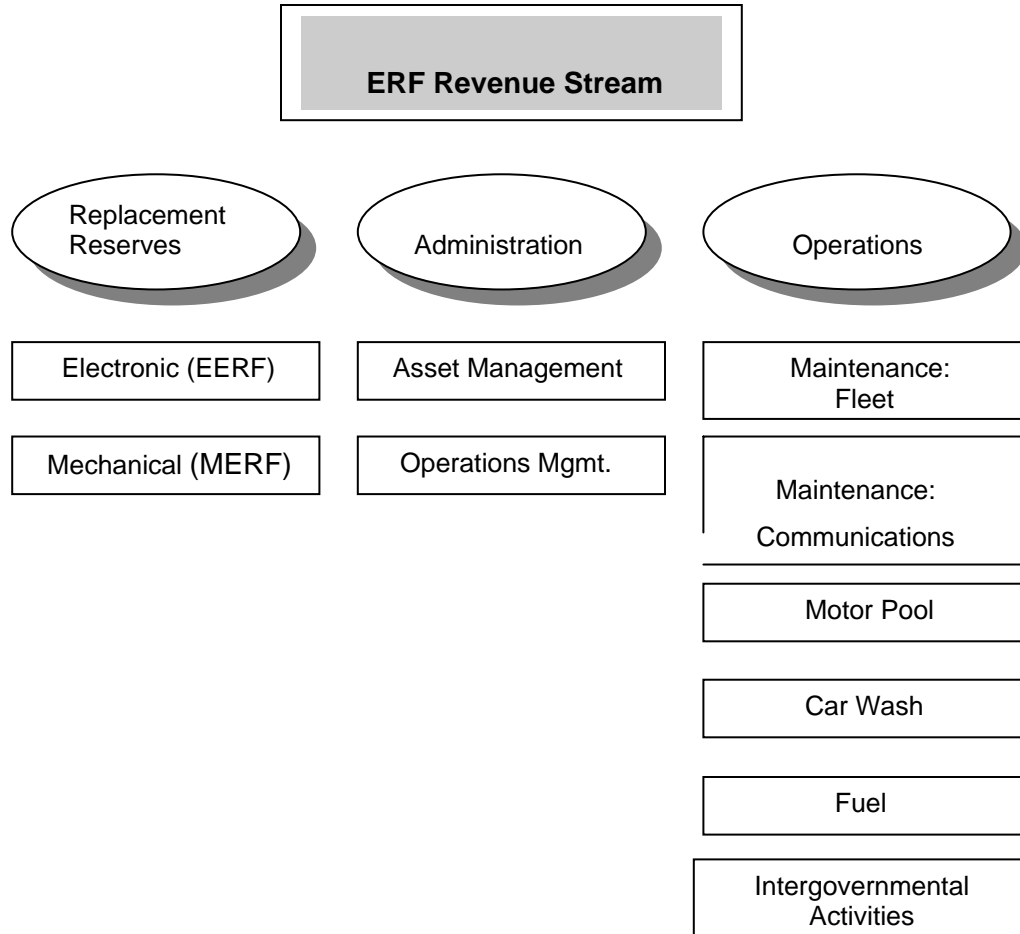 ERF Revenue Stream
Replacement
Reserves
Administration
Operations
Electronic (EERF)
Asset Management
Maintenance:
Fleet
Mechanical (MERF)
Operations Mgmt.
Maintenance:
Communications
Motor Pool
Car Wash
Fuel
Intergovernmental
Activities